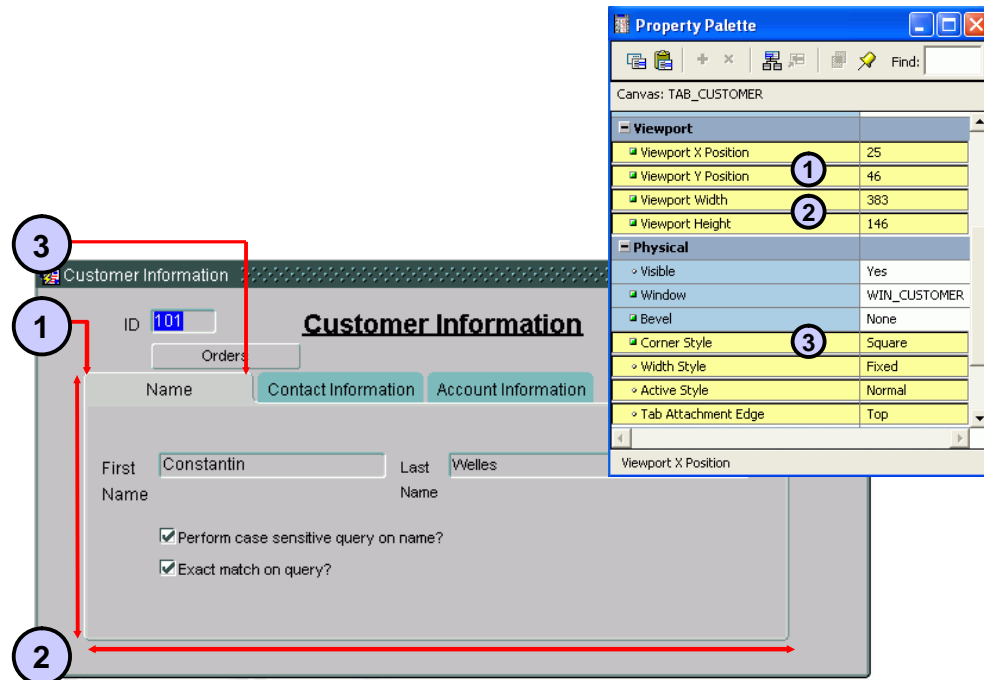 Property Palette
Find:
Canvas: TAB_CUSTOMER
Viewport
Viewport X Position 25
1
Viewport Y Position 46
Viewport Width 383
2
Viewport Height 146
Physical
Visible Yes
Window WIN_CUSTOMER
Bevel None
Corner Style 3 Square
Width Style Fixed
Active Style Normal
Tab Attachment Edge Top
Viewport X Position
3
Customer Information
1
ID 101 Customer Information
Orders
Name Contact Information Account Information
First Constantin Last Welles
Name Name
Perform case sensitive query on name?
Exact match on query?
2